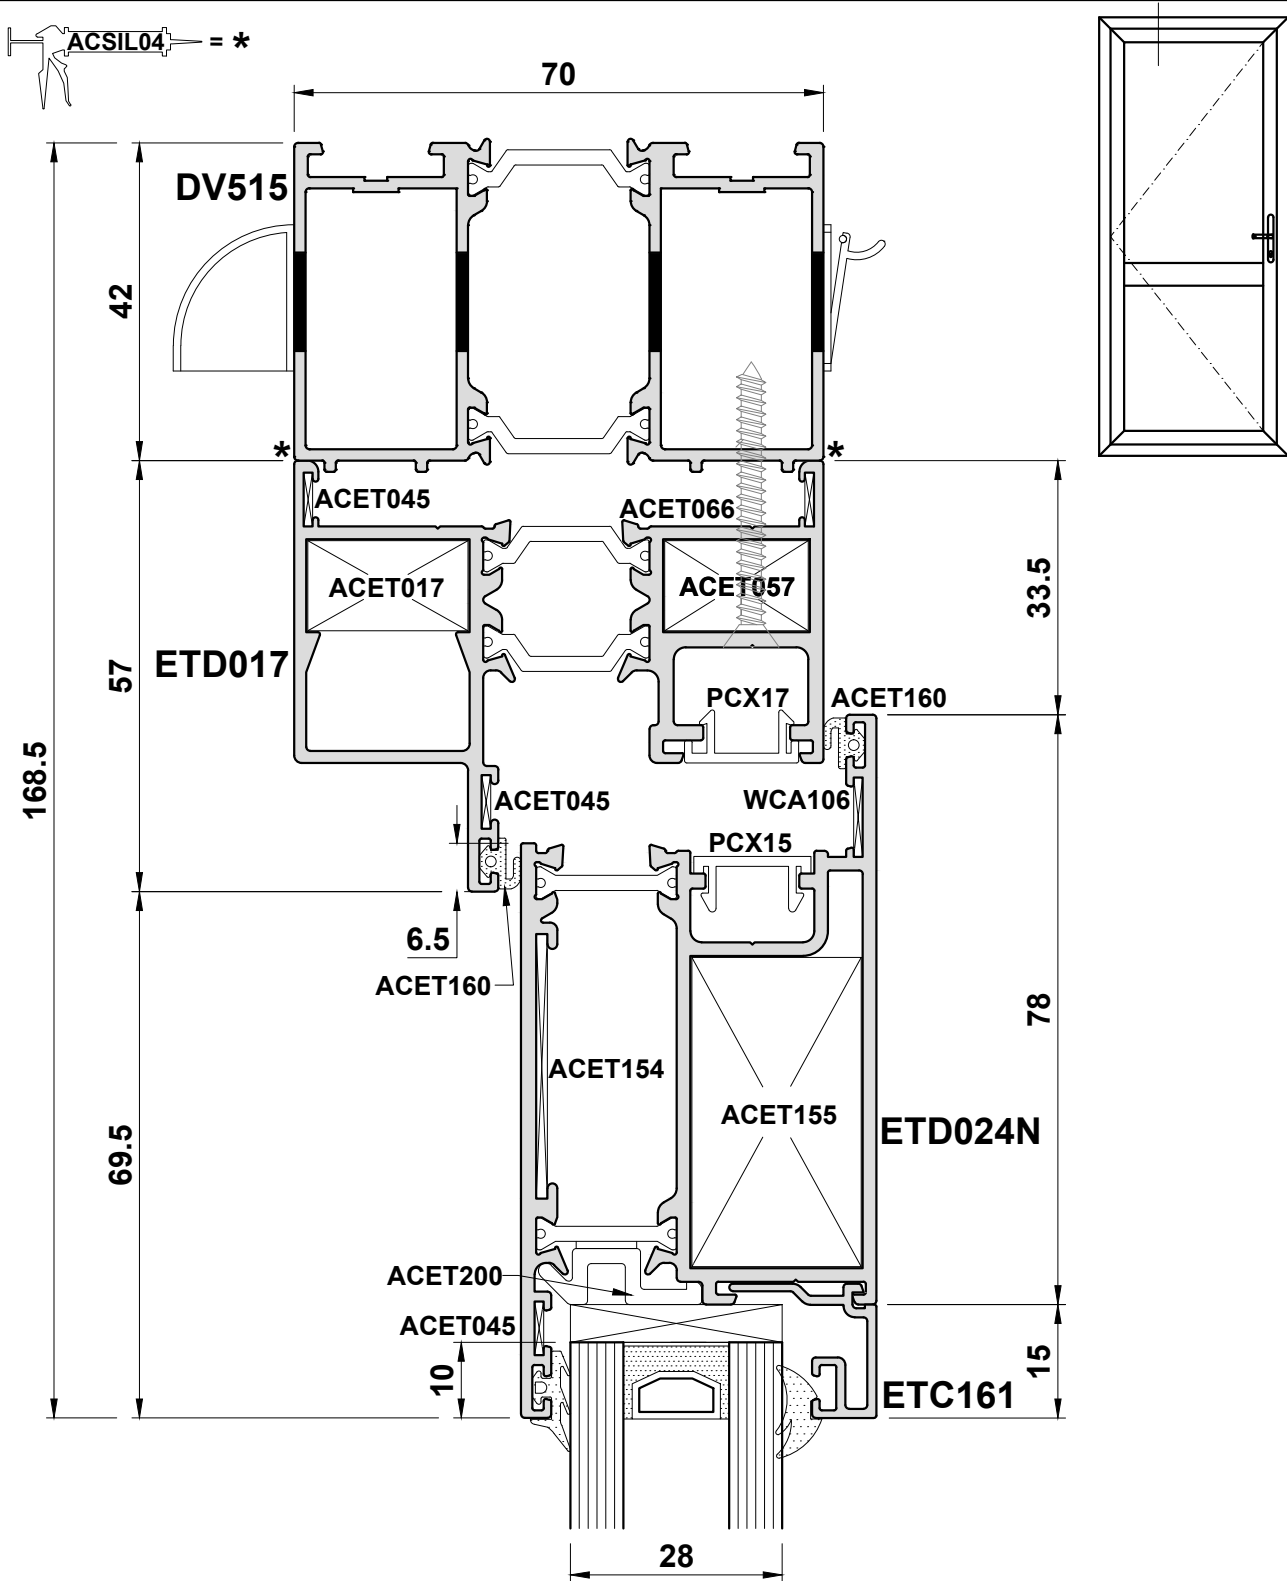 ACSIL04 = *
70
DV515
42
* *
ACET045
ACET066
ACET017
ACET057
33.5
ETD017
57
PCX17
ACET160
168.5
ACET045
WCA106
PCX15
6.5
ACET160
78
ACET154
ACET155
ETD024N
69.5
ACET200
ACET045
10
15
ETC161
28